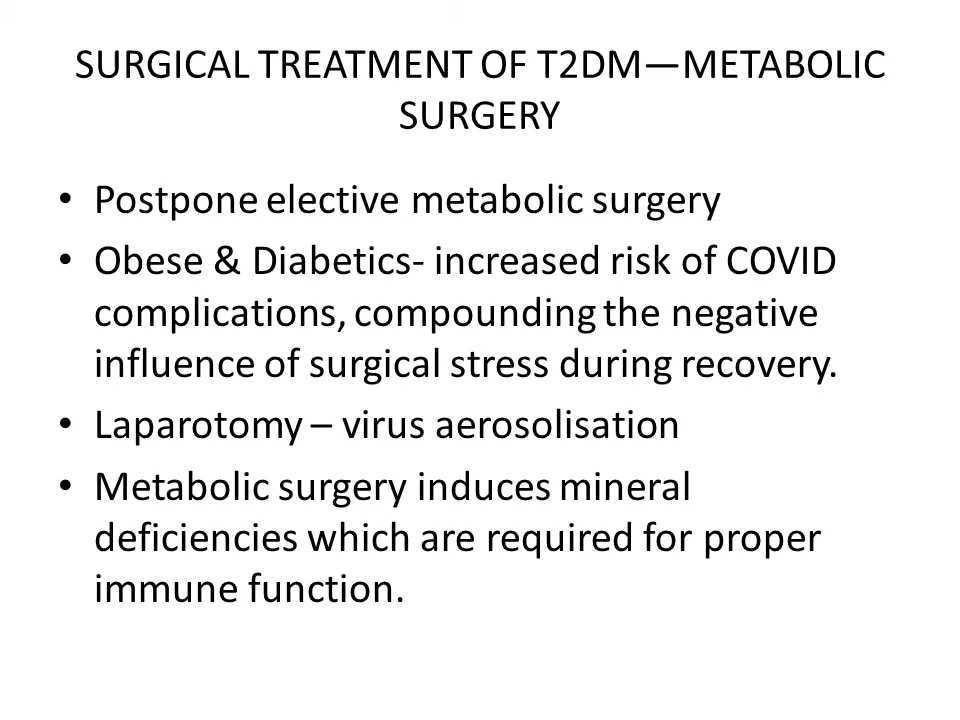 SURGICAL TREATMENT OF T2DM—METABOLIC
SURGERY
• Postpone elective metabolic surgery
• Obese & Diabetics- increased risk of COVID
complications, compounding the negative
influence of surgical stress during recovery.
• Laparotomy – virus aerosolisation
• Metabolic surgery induces mineral
deficiencies which are required for proper
immune function.